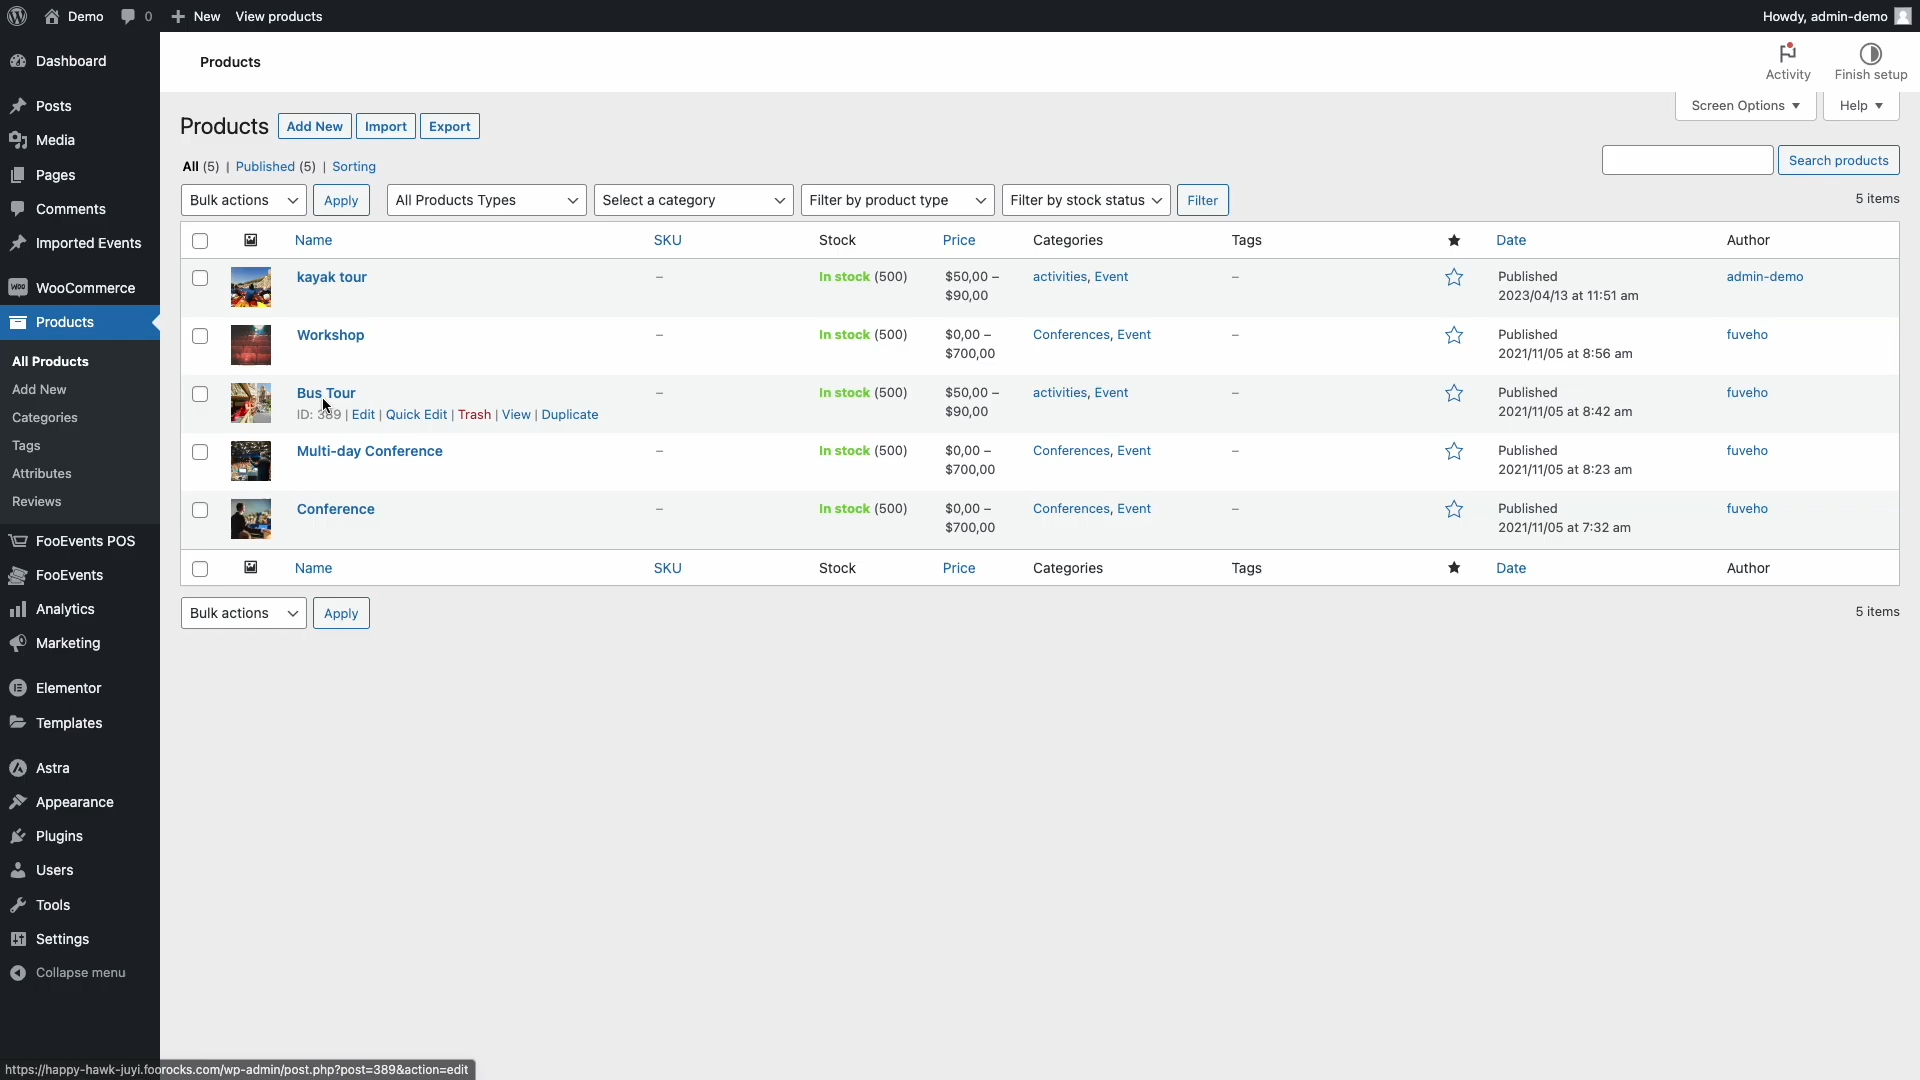 Demo 0 New View products Howdy, admin-demo
Dashboard
Posts
Media
Pages
Comments
Imported Events
WooCommerce
Products
All Products
Add New
Categories
Tags
Attributes
Reviews
FooEvents POS
FooEvents
Analytics
Marketing
Elementor
Templates
Astra
Appearance
Plugins
Users
Tools
Settings
Collapse menu
Products
Activity Finish setup
Screen Options Help
Products Add New Import Export
All (5) | Published (5) | Sorting
Search products
Bulk actions Apply All Products Types Select a category Filter by product type Filter by stock status Filter 5 items
Name SKU Stock Price Categories Tags Date Author
kayak tour – In stock (500) $50,00 – activities, Event – Published admin-demo
$90,00 2023/04/13 at 11:51 am
Workshop – In stock (500) $0,00 – Conferences, Event – Published fuveho
$700,00 2021/11/05 at 8:56 am
Bus Tour – In stock (500) $50,00 – activities, Event – Published fuveho
ID: 389 | Edit | Quick Edit | Trash | View | Duplicate $90,00 2021/11/05 at 8:42 am
Multi-day Conference – In stock (500) $0,00 – Conferences, Event – Published fuveho
$700,00 2021/11/05 at 8:23 am
Conference – In stock (500) $0,00 – Conferences, Event – Published fuveho
$700,00 2021/11/05 at 7:32 am
Name SKU Stock Price Categories Tags Date Author
Bulk actions Apply 5 items
https://happy-hawk-juyi.foorocks.com/wp-admin/post.php?post=389&action=edit